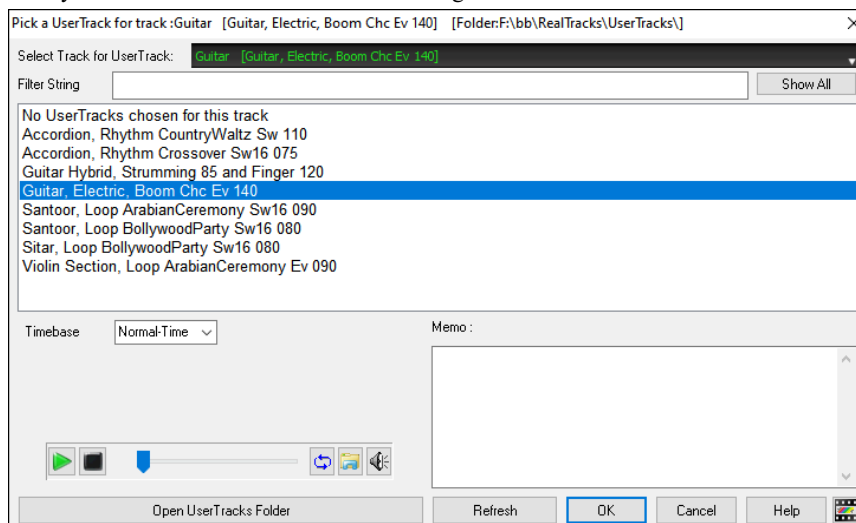 Pick a UserTrack for track :Guitar [Guitar, Electric, Boom Chc Ev 140] [Folder:F:\bb\RealTracks\UserTracks\]
Select Track for UserTrack: Guitar [Guitar, Electric, Boom Chc Ev 140]
Filter String Show All
No UserTracks chosen for this track
Accordion, Rhythm CountryWaltz Sw 110
Accordion, Rhythm Crossover Sw16 075
Guitar Hybrid, Strumming 85 and Finger 120
Guitar, Electric, Boom Chc Ev 140
Santoor, Loop ArabianCeremony Sw16 090
Santoor, Loop BollywoodParty Sw16 080
Sitar, Loop BollywoodParty Sw16 080
Violin Section, Loop ArabianCeremony Ev 090
Timebase Normal-Time Memo :
Open UserTracks Folder Refresh OK Cancel Help